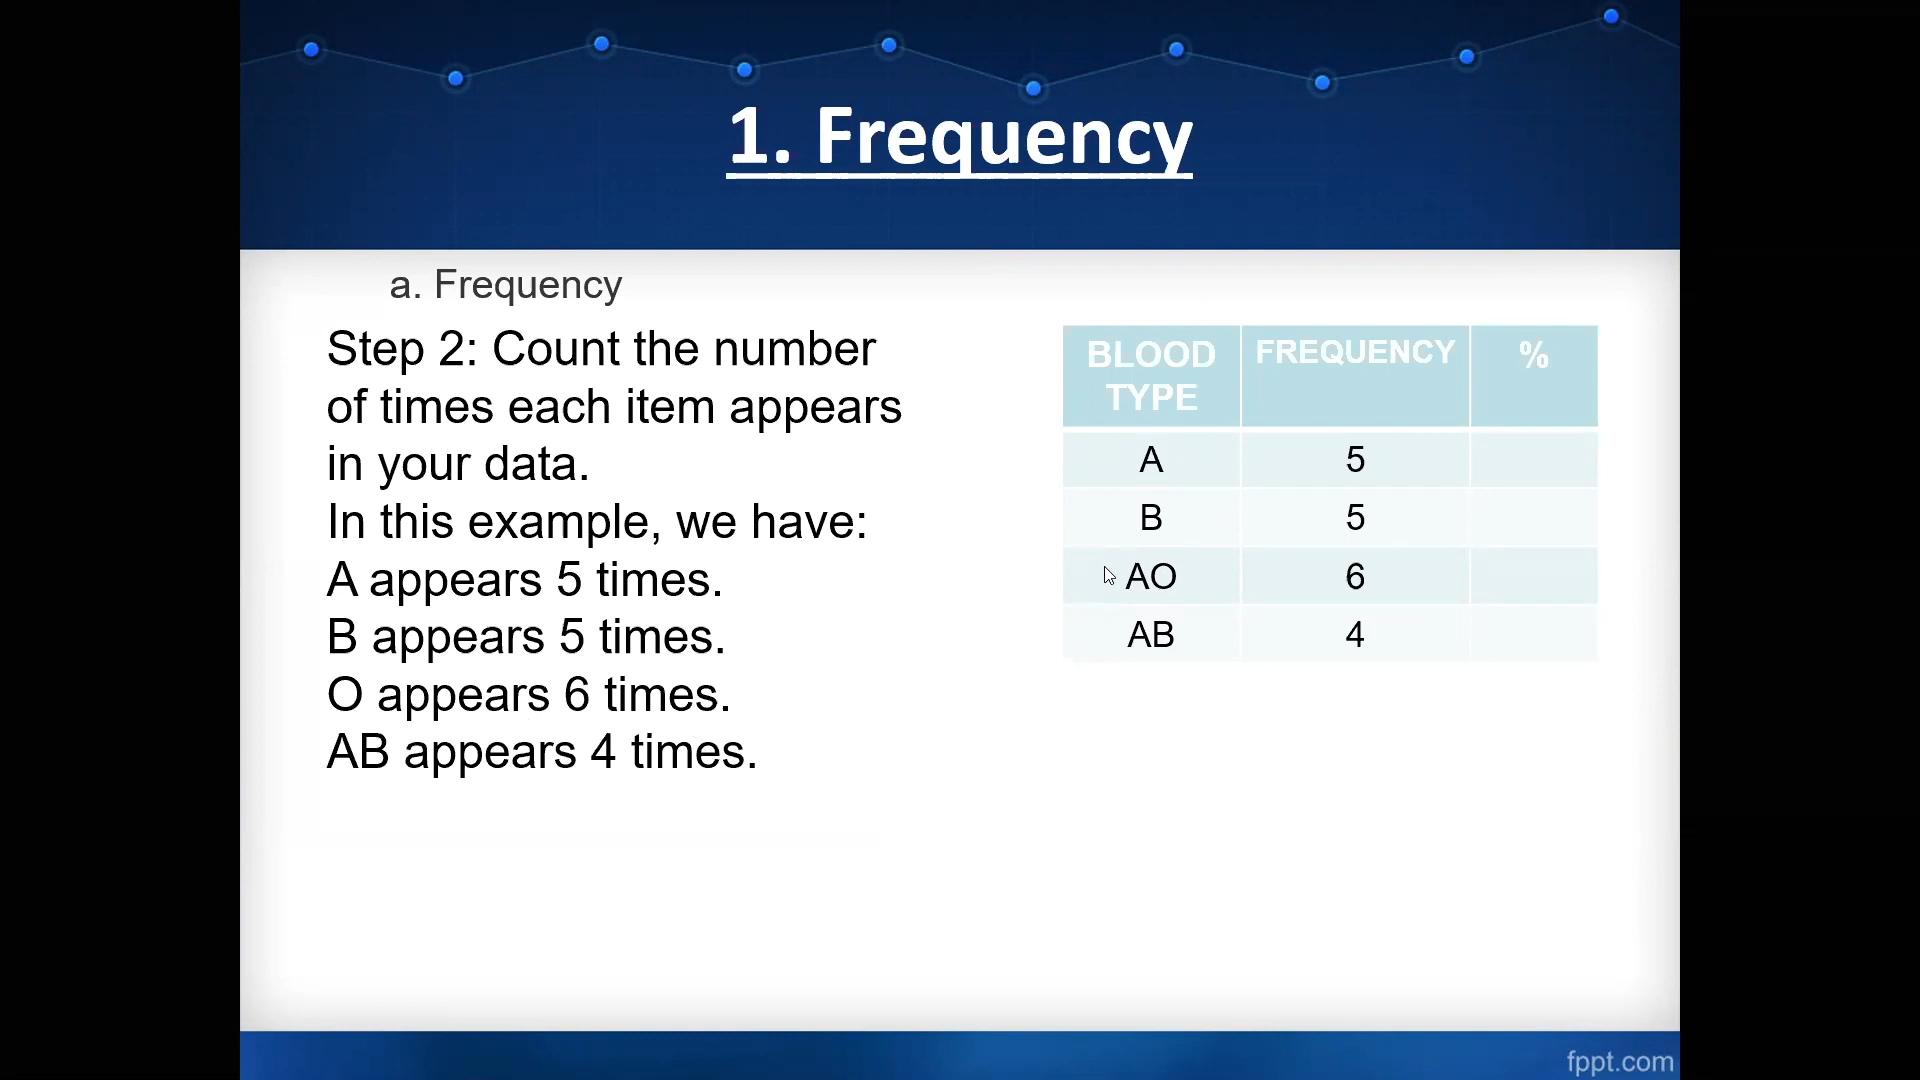 1. Frequency
a. Frequency
Step 2: Count the number
of times each item appears
in your data.
In this example, we have:
A appears 5 times.
B appears 5 times.
O appears 6 times.
AB appears 4 times.
BLOOD TYPE FREQUENCY %
A 5
B 5
AO 6
AB 4
fppt.com